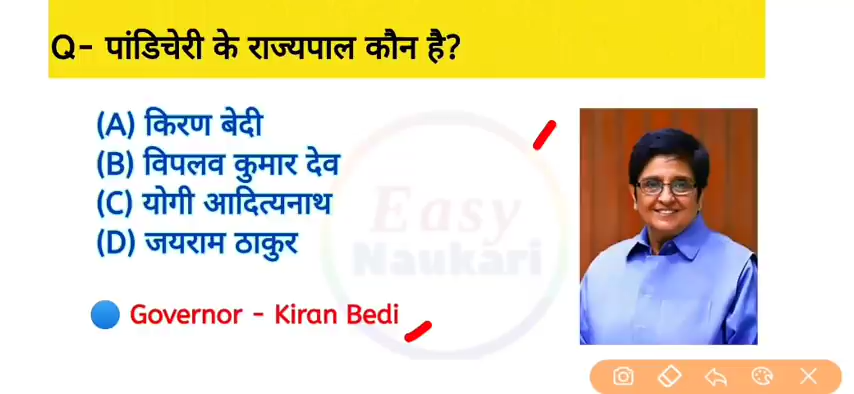 Q- पांडिचेरी के राज्यपाल कौन है?
(A) किरण बेदी
(B) विपलव कुमार देव
(C) योगी आदित्यनाथ
(D) जयराम ठाकुर
Easy
Naukari
Governor - Kiran Bedi